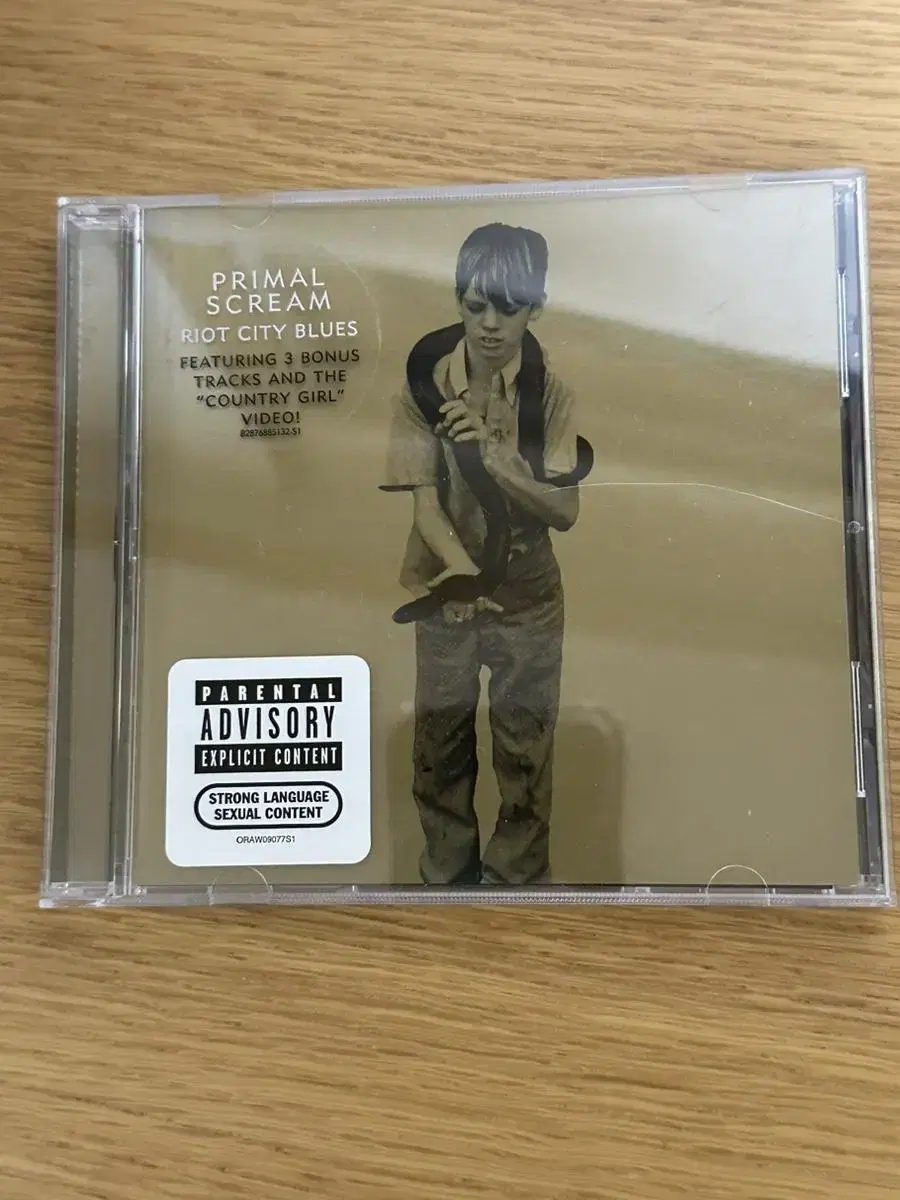 PRIMAL
SCREAM
RIOT CITY BLUES
FEATURING 3 BONUS
TRACKS AND THE
"COUNTRY GIRL"
VIDEO!
82876885132-S1
PARENTAL
ADVISORY
EXPLICIT CONTENT
STRONG LANGUAGE
SEXUAL CONTENT
ORAW09077S1